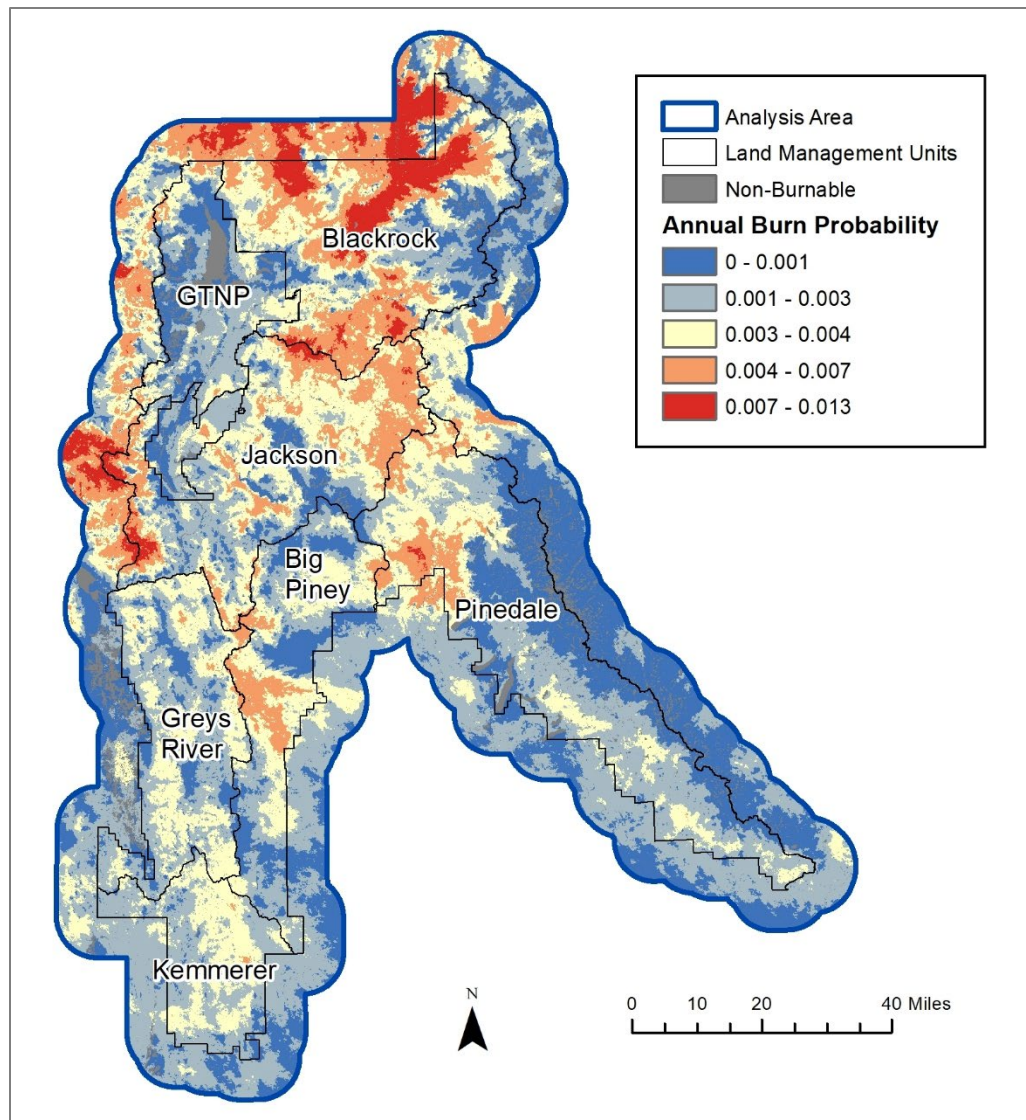 Analysis Area
Land Management Units
Non-Burnable
Annual Burn Probability
0 - 0.001
0.001 - 0.003
0.003 - 0.004
0.004 - 0.007
0.007 - 0.013
Blackrock
GTNP
Jackson
Big
Piney
Pinedale
Greys
River
Kemmerer
N
0 10 20 40 Miles